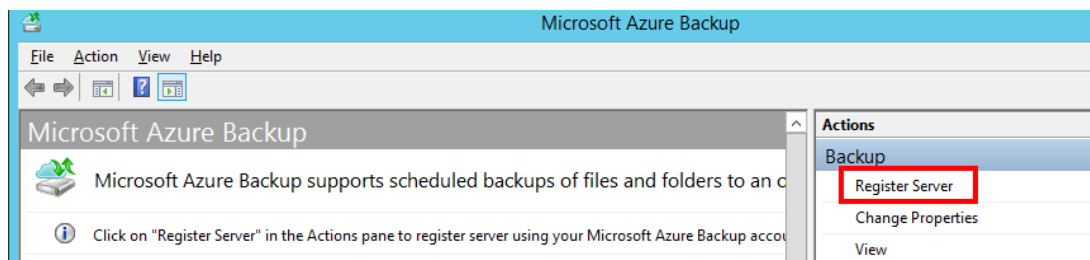 Microsoft Azure Backup
File Action View Help
Microsoft Azure Backup
Microsoft Azure Backup supports scheduled backups of files and folders to an
Click on "Register Server" in the Actions pane to register server using your Microsoft Azure Backup
Actions
Backup
Register Server
Change Properties
View